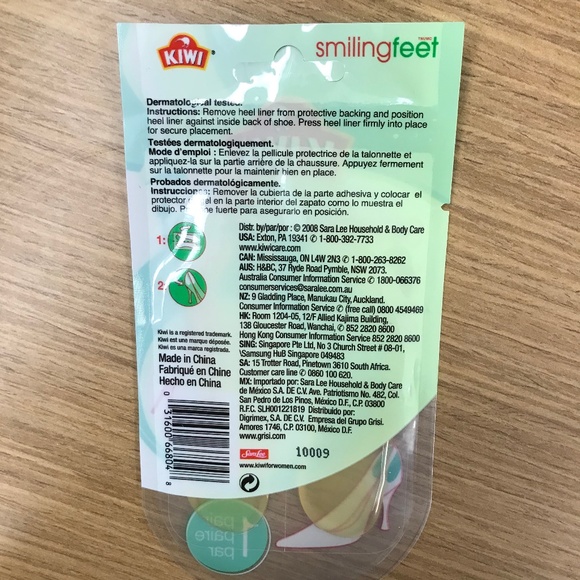 KIWI
smilingfeet
Dermatological tested.
Instructions: Remove heel liner from protective backing and position
heel liner against inside back of shoe. Press heel liner firmly into place
for secure placement.
Testées dermatologiquement.
Mode d'emploi : Enlevez la pellicule protectrice de la talonnette et
appliquez-la sur la partie arrière de la chaussure. Appuyez fermement
sur la talonnette pour la maintenir bien en place.
Probados dermatológicamente.
Instrucciones: Remover la cubierta de la parte adhesiva y colocar el
protector en la parte interior del zapato como lo muestra el
dibujo. fuerte para asegurarlo en posición.
Distr. by/par/por : © 2008 Sara Lee Household & Body Care
USA: Exton, PA 19341 ✆ 1-800-392-7733
www.kiwicare.com
CAN: Mississauga, ON L4W 2N3 ✆ 1-800-263-8262
AUS: H&BC, 37 Ryde Road Pymble, NSW 2073.
Australia Consumer Information Service ✆ 1800-066376
consumerservices@saralee.com.au
NZ: 9 Gladding Place, Manukau City, Auckland.
Consumer Information Service ✆ (free call) 0800 4549469
HK: Room 1204-05, 12/F Allied Kajima Building,
138 Gloucester Road, Wanchai, ✆ 852 2820 8600
Hong Kong Consumer Information Service 852 2820 8600
SING: Singapore Pte Ltd, No 3 Church Street # 08-01,
\Samsung HuB Singapore 049483
SA: 15 Trotter Road, Pinetown 3610 South Africa.
Customer care line ✆ 0860 100 620.
MX: Importado por: Sara Lee Household & Body Care
de México S.A. DE C.V. Ave. Patriotismo No. 482, Col.
San Pedro de Los Pinos, México D.F., C.P. 03800
R.F.C. SLH001221819 Distribuido por:
Digrimex, S.A. DE C.V. Empresa del Grupo Grisi.
Amores 1746, C.P. 03100, México D.F.
www.grisi.com
1:
2:
Kiwi is a registered trademark.
Kiwi est une marque déposée.
Kiwi es una marca registrada.
Made in China
Fabriqué en Chine
Hecho en China
0 31600 66804 8
Sara Lee
10009
www.kiwiforwomen.com
1
pair
paire
par